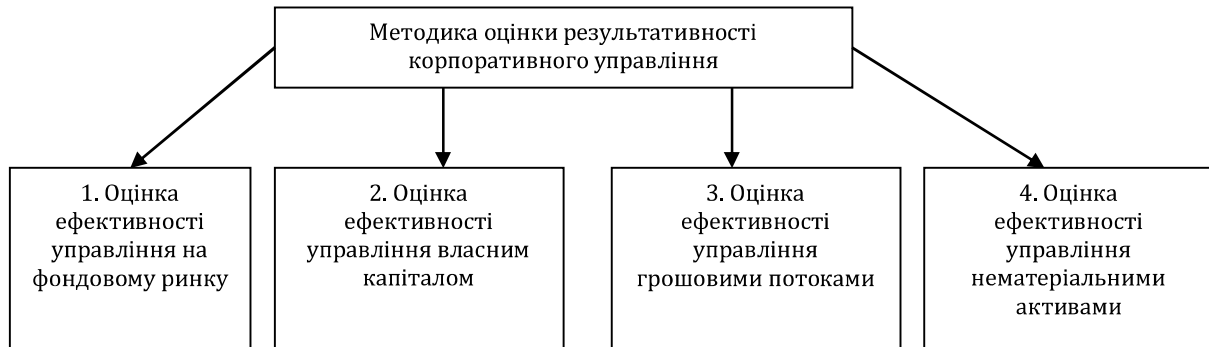 Методика оцінки результативності
корпоративного управління
1. Оцінка
ефективності
управління на
фондовому ринку
2. Оцінка
ефективності
управління власним
капіталом
3. Оцінка
ефективності
управління
грошовими потоками
4. Оцінка
ефективності
управління
нематеріальними
активами